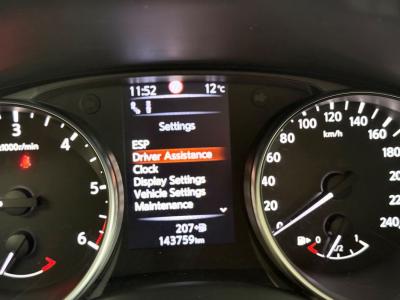 11:52 12°C
Settings
ESP
Driver Assistance
Clock
Display Settings
Vehicle Settings
Maintenance
207
143759km
3
4
5
6
x1000r/min
0
20
40
60
80
100
120
140
160
180
200
220
240
km/h
0
1/2
1